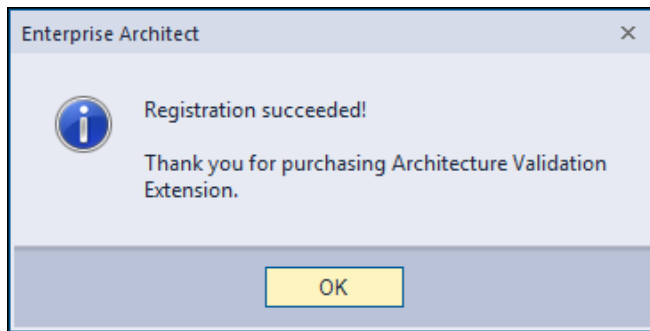 Enterprise Architect
Registration succeeded!
Thank you for purchasing Architecture Validation
Extension.
OK